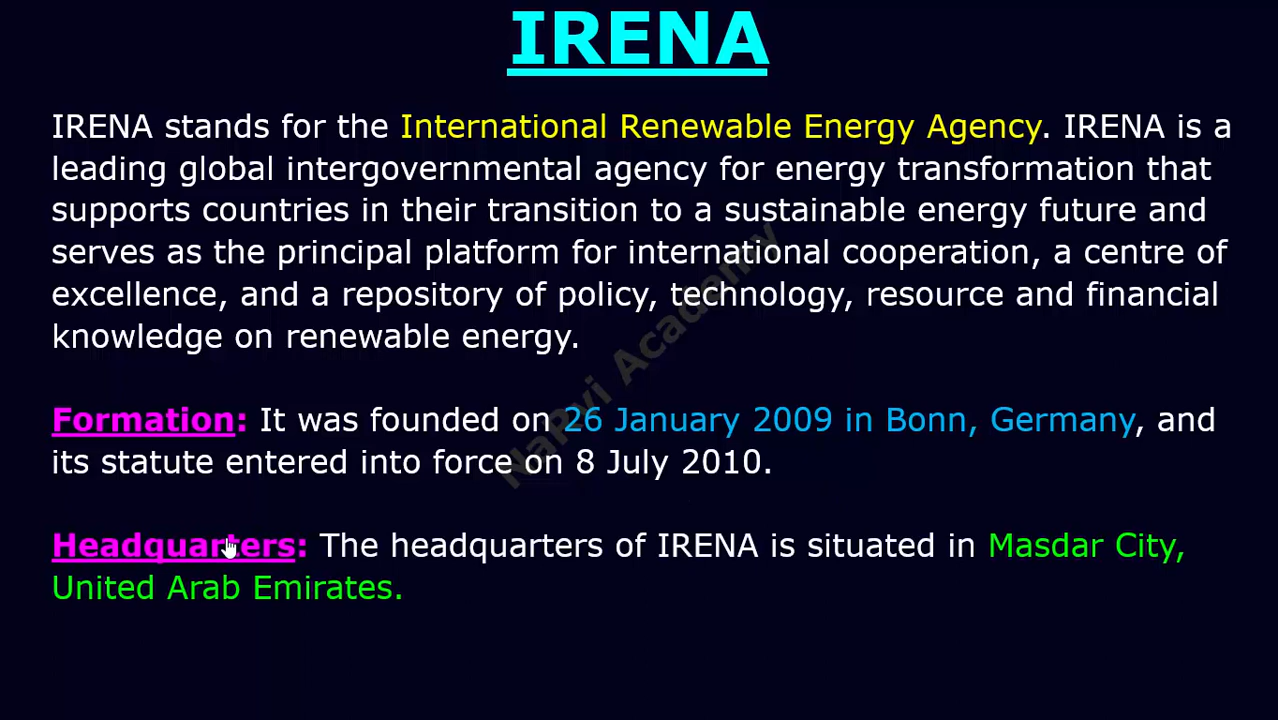 IRENA
IRENA stands for the International Renewable Energy Agency. IRENA is a
leading global intergovernmental agency for energy transformation that
supports countries in their transition to a sustainable energy future and
serves as the principal platform for international cooperation, a centre of
excellence, and a repository of policy, technology, resource and financial
knowledge on renewable energy.
Formation: It was founded on 26 January 2009 in Bonn, Germany, and
its statute entered into force on 8 July 2010.
Headquarters: The headquarters of IRENA is situated in Masdar City,
United Arab Emirates.
NaRvi Academy